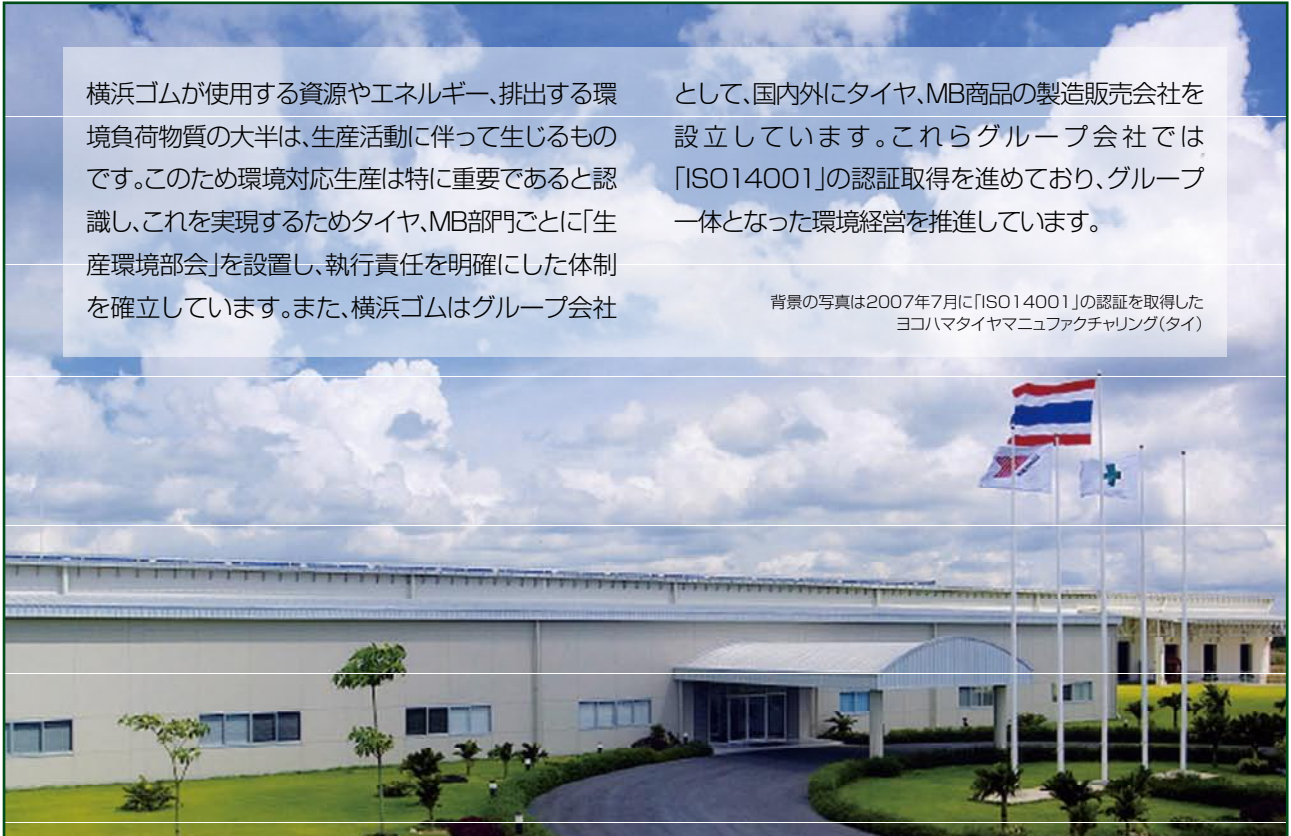 横浜ゴムが使用する資源やエネルギー、排出する環
境負荷物質の大半は、生産活動に伴って生じるもの
です。このため環境対応生産は特に重要であると認
識し、これを実現するためタイヤ、MB部門ごとに「生
産環境部会」を設置し、執行責任を明確にした体制
を確立しています。また、横浜ゴムはグループ会社
として、国内外にタイヤ、MB商品の製造販売会社を
設立しています。これらグループ会社では
「ISO14001」の認証取得を進めており、グループ
一体となった環境経営を推進しています。
背景の写真は2007年7月に「ISO14001」の認証を取得した
ヨコハマタイヤマニュファクチャリング(タイ)